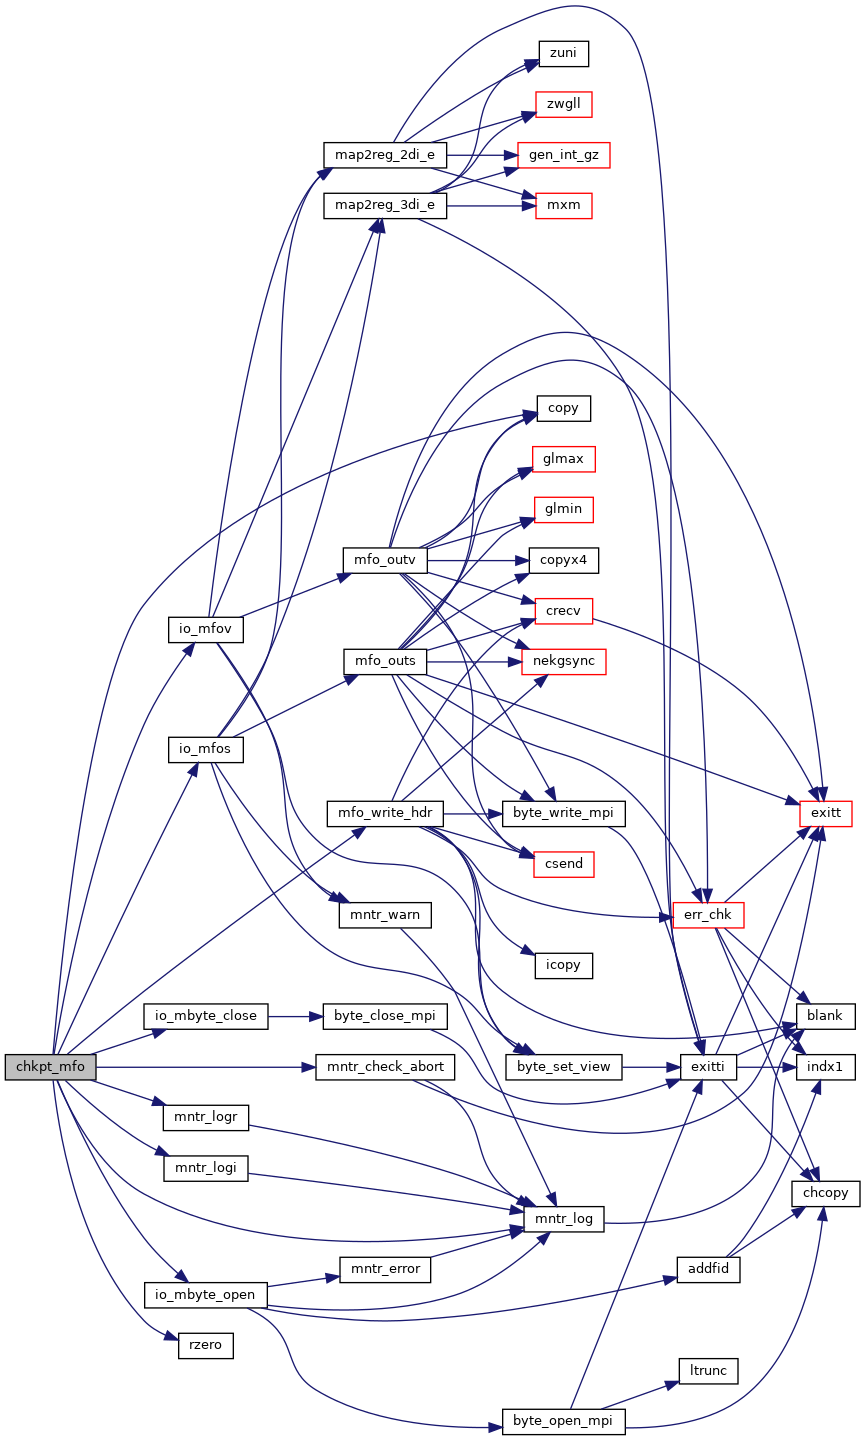 zuni
zwgll
map2reg_2di_e
gen_int_gz
map2reg_3di_e
mxm
copy
glmax
glmin
mfo_outv
copyx4
crecv
io_mfov
mfo_outs
nekgsync
io_mfos
mfo_write_hdr
byte_write_mpi
exitt
csend
mntr_warn
err_chk
icopy
io_mbyte_close
byte_close_mpi
blank
chkpt_mfo
mntr_check_abort
byte_set_view
exitti
indx1
mntr_logr
mntr_logi
chcopy
mntr_log
mntr_error
addfid
io_mbyte_open
rzero
ltrunc
byte_open_mpi